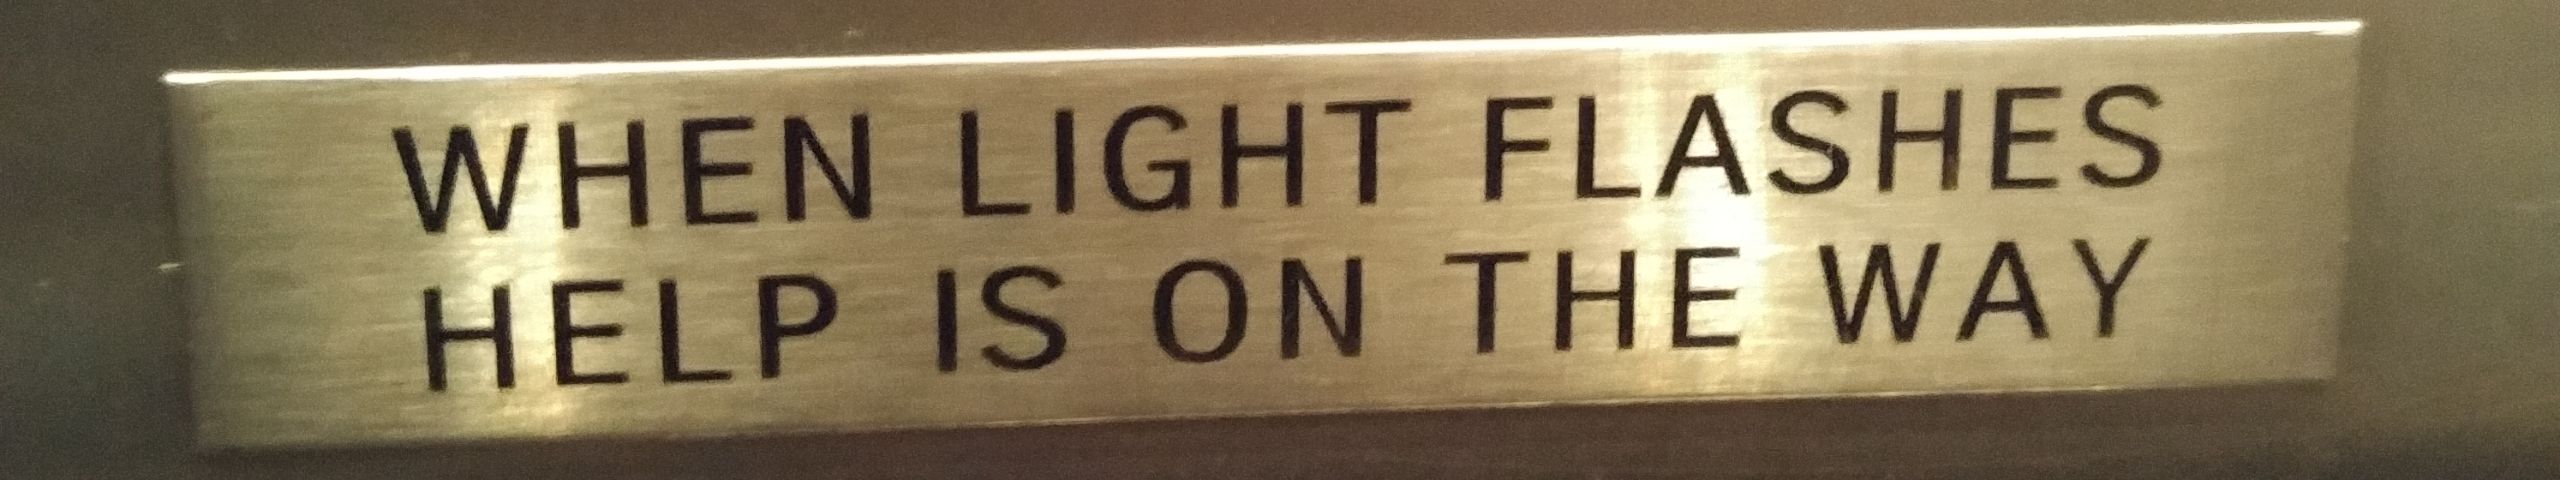 WHEN LIGHT FLASHES
HELP IS ON THE WAY